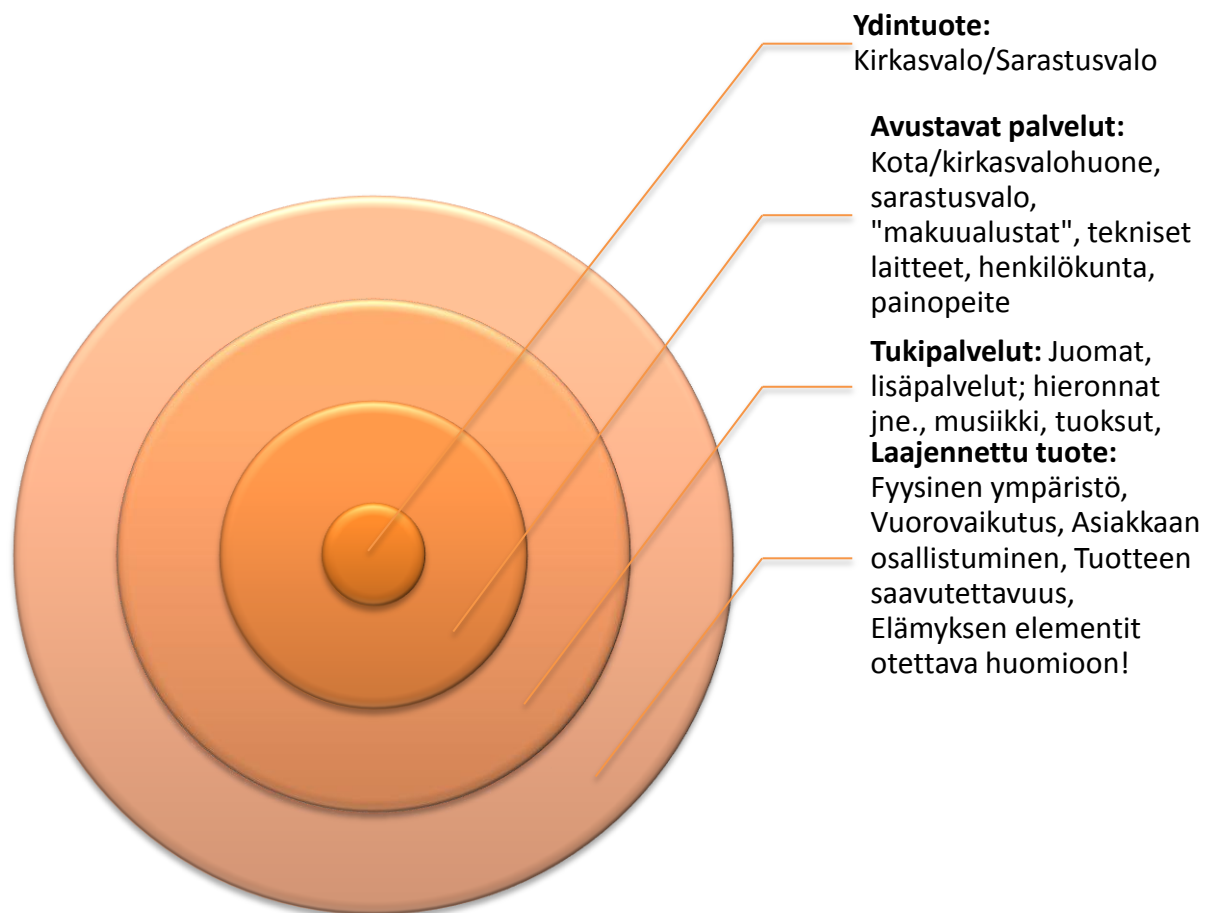 Ydintuote:
Kirkasvalo/Sarastusvalo
Avustavat palvelut:
Kota/kirkasvalohuone,
sarastusvalo,
"makuualustat", tekniset
laitteet, henkilökunta,
painopeite
Tukipalvelut: Juomat,
lisäpalvelut; hieronnat
jne., musiikki, tuoksut,
Laajennettu tuote:
Fyysinen ympäristö,
Vuorovaikutus, Asiakkaan
osallistuminen, Tuotteen
saavutettavuus,
Elämyksen elementit
otettava huomioon!